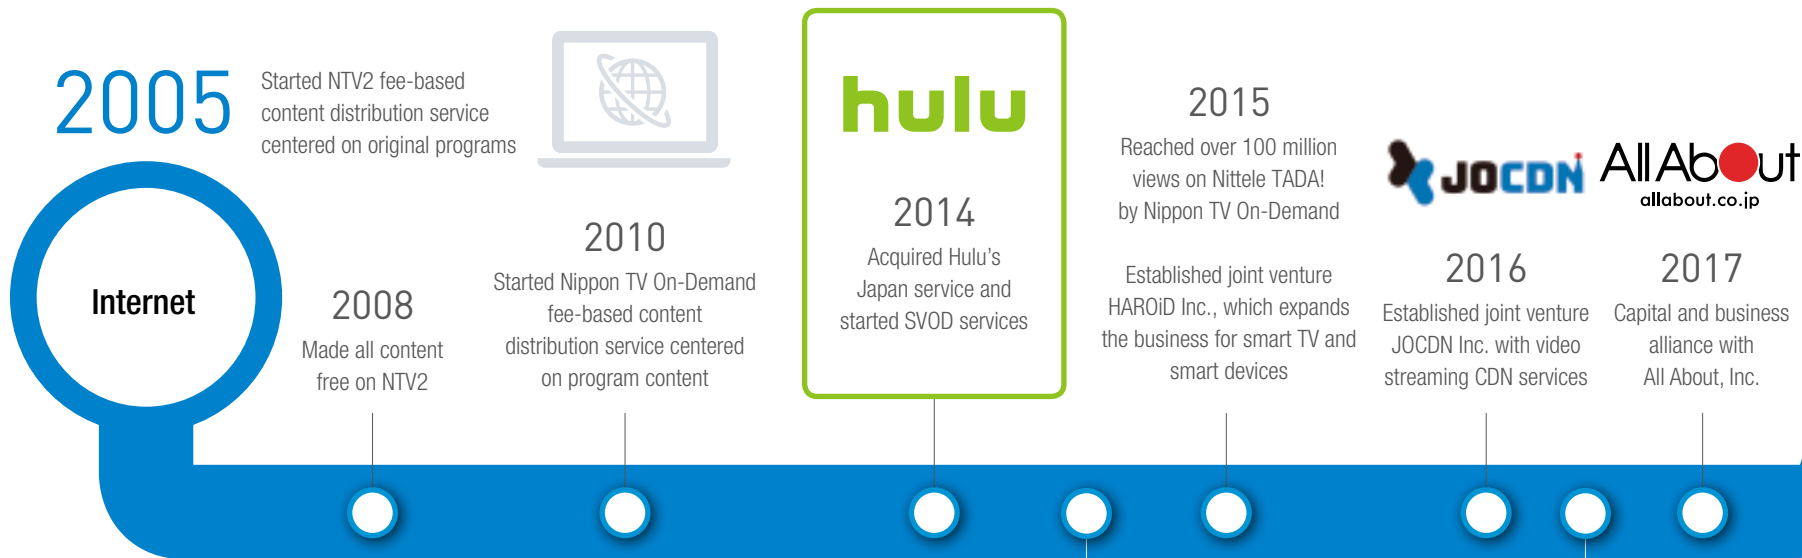 2005
Started NTV2 fee-based
content distribution service
centered on original programs
Internet
2008
Made all content
free on NTV2
2010
Started Nippon TV On-Demand
fee-based content
distribution service centered
on program content
hulu
2014
Acquired Hulu's
Japan service and
started SVOD services
2015
Reached over 100 million
views on Nittele TADA!
by Nippon TV On-Demand
Established joint venture
HAROiD Inc., which expands
the business for smart TV and
smart devices
JOCDN
2016
Established joint venture
JOCDN Inc. with video
streaming CDN services
All About
allabout.co.jp
2017
Capital and business
alliance with
All About, Inc.